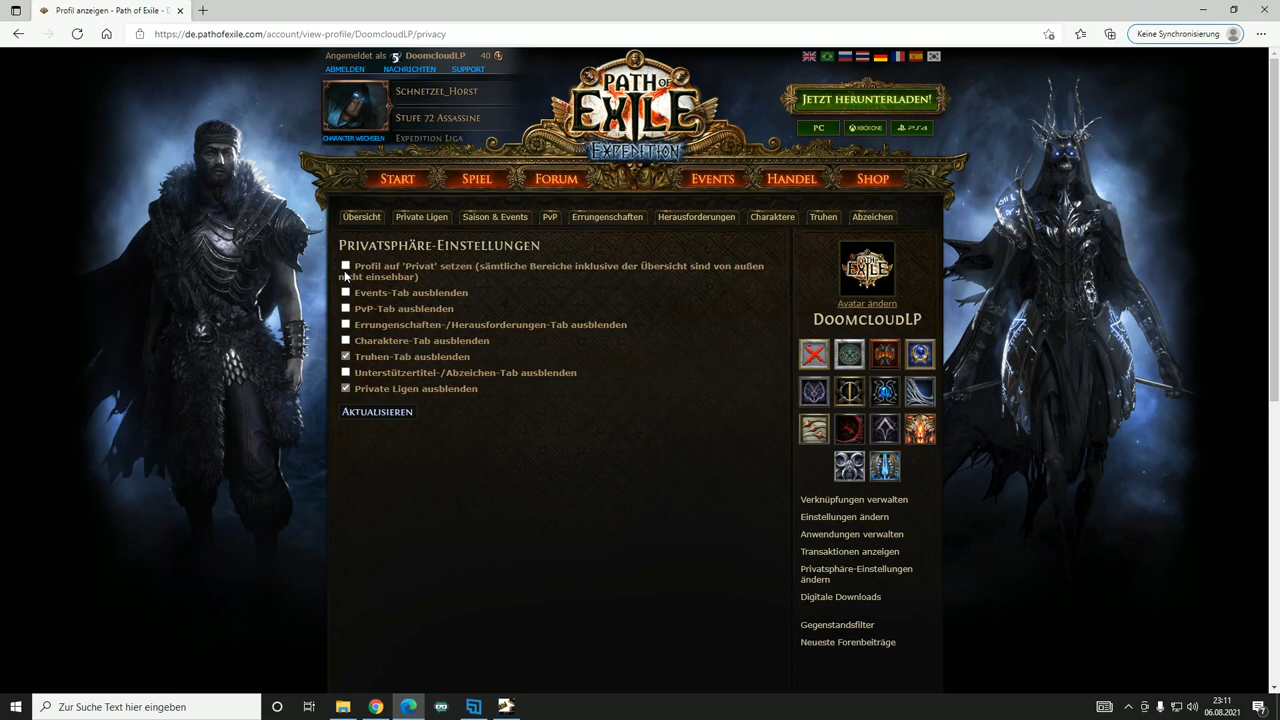 Profil anzeigen - Path of Exile - D
https://de.pathofexile.com/account/view-profile/DoomcloudLP/privacy
Keine Synchronisierung
Angemeldet als DoomcloudLP 40
ABMELDEN NACHRICHTEN SUPPORT
Schnetzel_Horst
Stufe 72 Assassine
CHARAKTER WECHSELN Expedition Liga
PATH OF
EXILE
EXPEDITION
Jetzt herunterladen!
PC XBOX ONE PS4
Start Spiel Forum Events Handel Shop
Übersicht Private Ligen Saison & Events PvP Errungenschaften Herausforderungen Charaktere Truhen Abzeichen
Privatsphäre-Einstellungen
Profil auf 'Privat' setzen (sämtliche Bereiche inklusive der Übersicht sind von außen
nicht einsehbar)
Events-Tab ausblenden
PvP-Tab ausblenden
Errungenschaften-/Herausforderungen-Tab ausblenden
Charaktere-Tab ausblenden
Truhen-Tab ausblenden
Unterstützertitel-/Abzeichen-Tab ausblenden
Private Ligen ausblenden
Aktualisieren
PATH OF
EXILE
Avatar ändern
DoomcloudLP
Verknüpfungen verwalten
Einstellungen ändern
Anwendungen verwalten
Transaktionen anzeigen
Privatsphäre-Einstellungen
ändern
Digitale Downloads
Gegenstandsfilter
Neueste Forenbeiträge
Zur Suche Text hier eingeben
23:11
06.08.2021